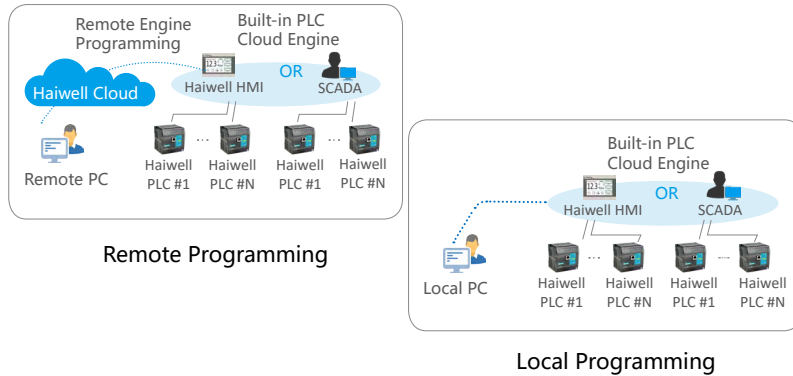 Remote Engine
Programming
Built-in PLC
Cloud Engine
Haiwell Cloud
Haiwell HMI
OR
SCADA
Remote PC
Haiwell
PLC #1
...
Haiwell
PLC #N
Haiwell
PLC #1
...
Haiwell
PLC #N
Remote Programming
Built-in PLC
Cloud Engine
Haiwell HMI
OR
SCADA
Local PC
Haiwell
PLC #1
...
Haiwell
PLC #N
Haiwell
PLC #1
...
Haiwell
PLC #N
Local Programming